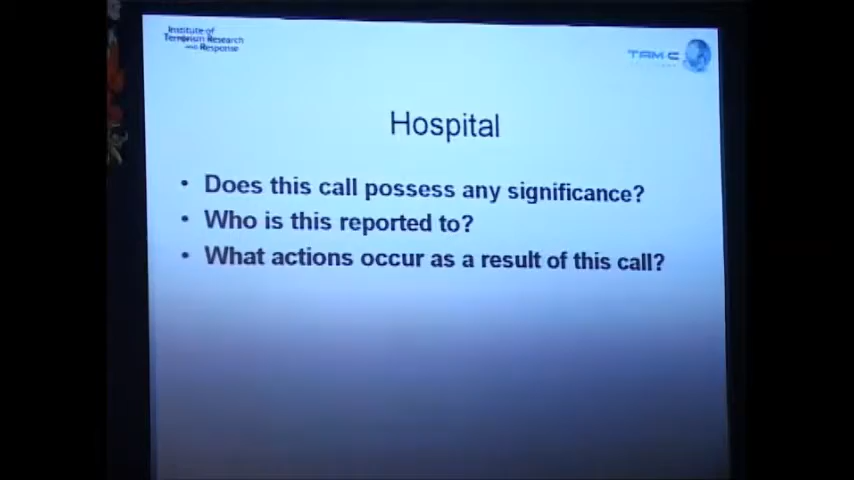 Institute of
Terrorism Research
and Response
TAM-C
Hospital
• Does this call possess any significance?
• Who is this reported to?
• What actions occur as a result of this call?